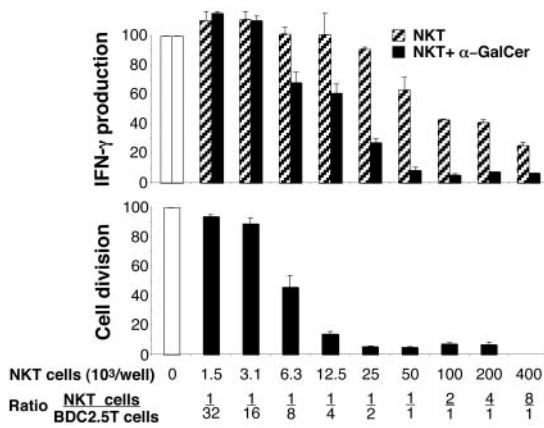 IFN-γ production
100
80
60
40
20
0
NKT
NKT+ α-GalCer
Cell division
100
80
60
40
20
0
NKT cells (10³/well) 0 1.5 3.1 6.3 12.5 25 50 100 200 400
Ratio NKT cells 1 1 1 1 1 1 2 4 8
BDC2.5T cells 32 16 8 4 2 1 1 1 1